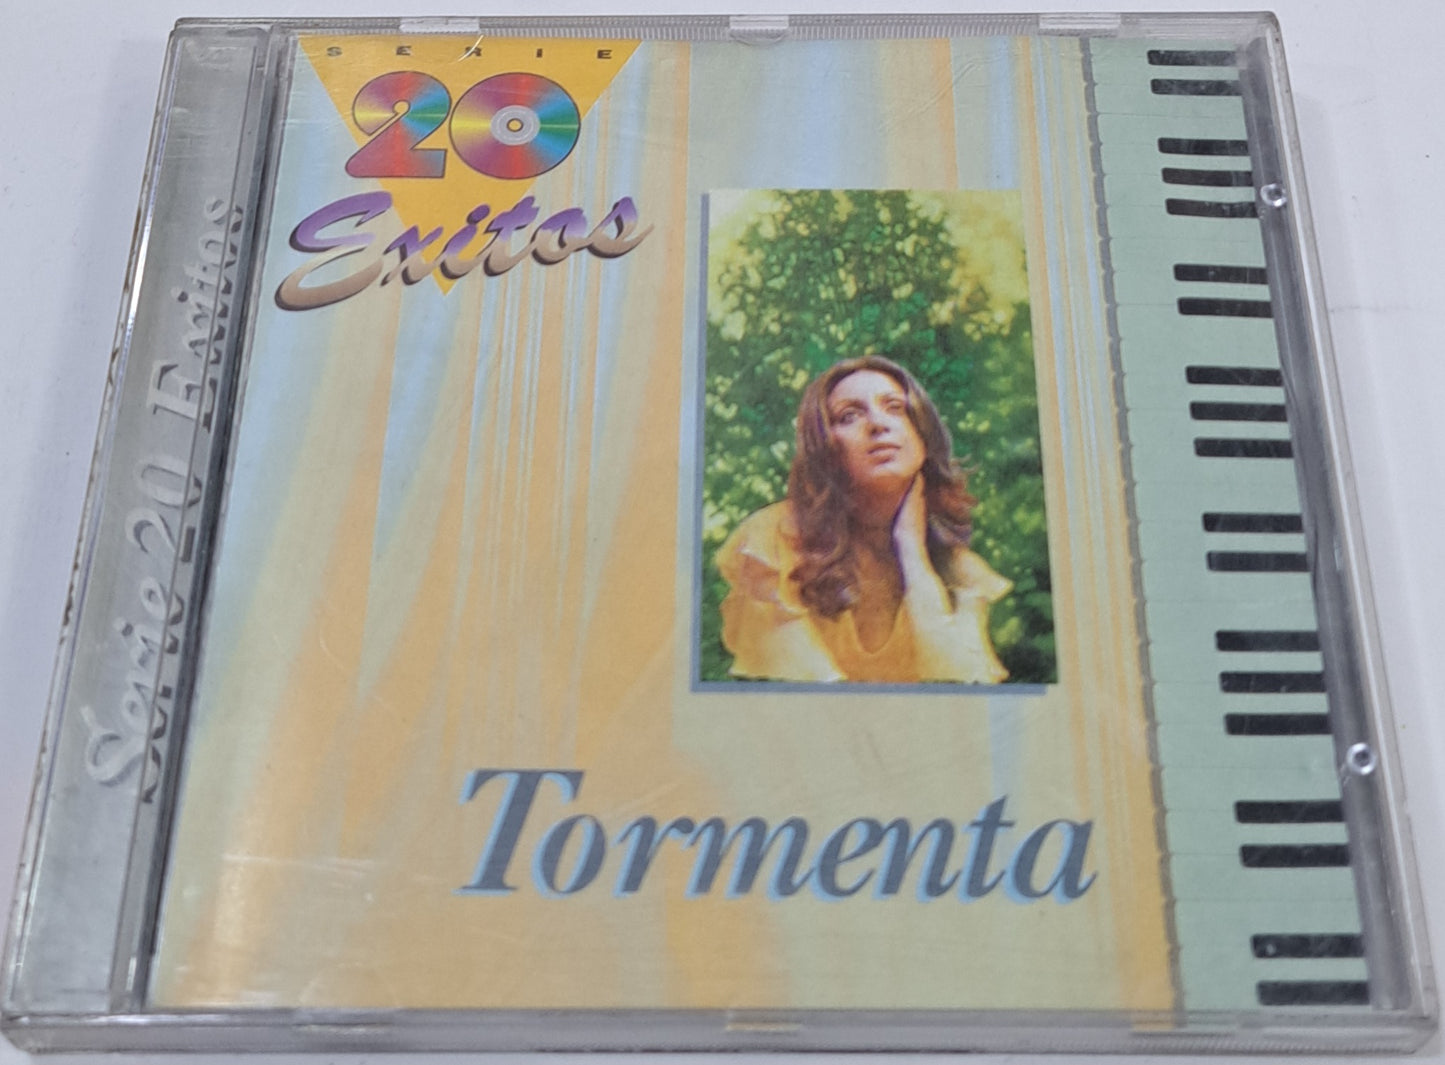 SERIE
20
Exitos
Tormenta
Serie 20 Exitos